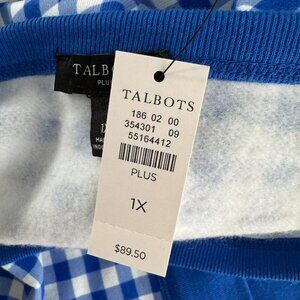 TALBOTS
PLUS
TALBOTS
186 02 00
354301 09
55164412
PLUS
1X
$89.50